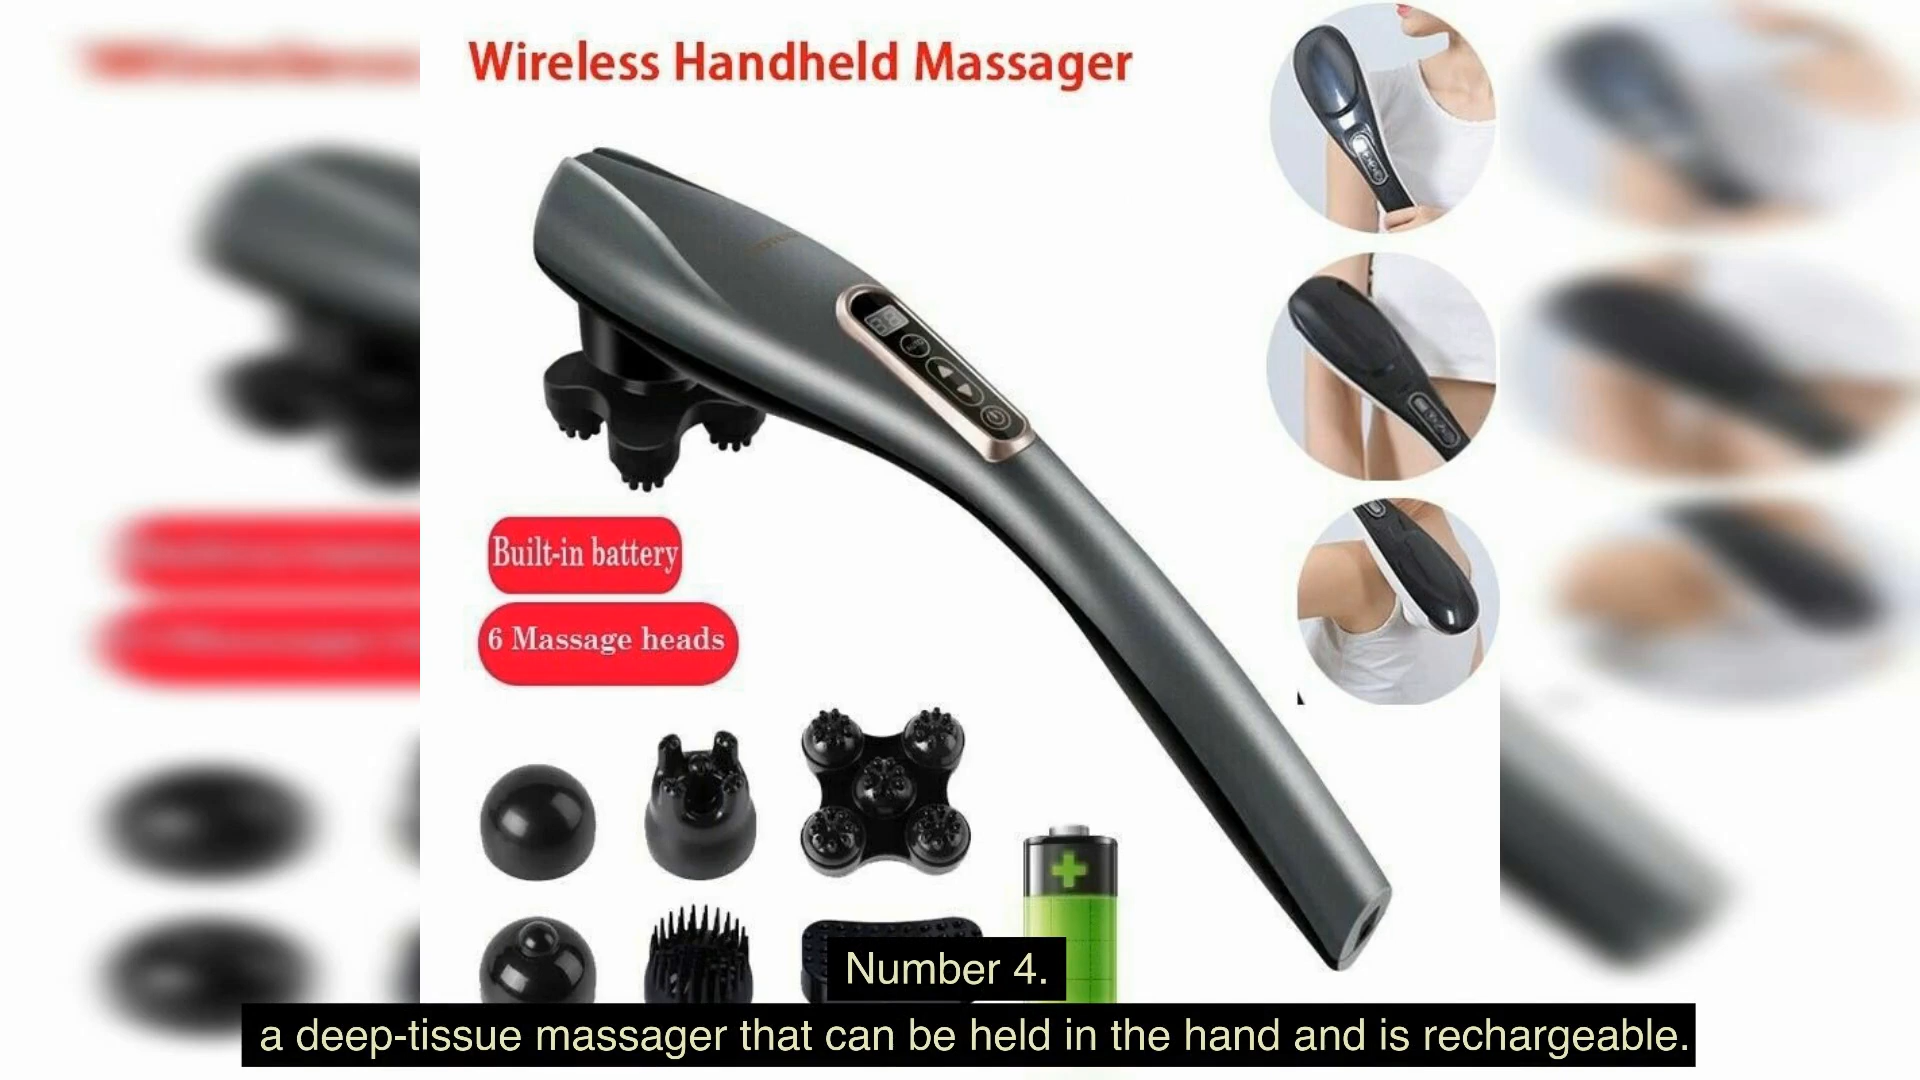 Wireless Handheld Massager
Built-in battery
6 Massage heads
Number 4.
a deep-tissue massager that can be held in the hand and is rechargeable.